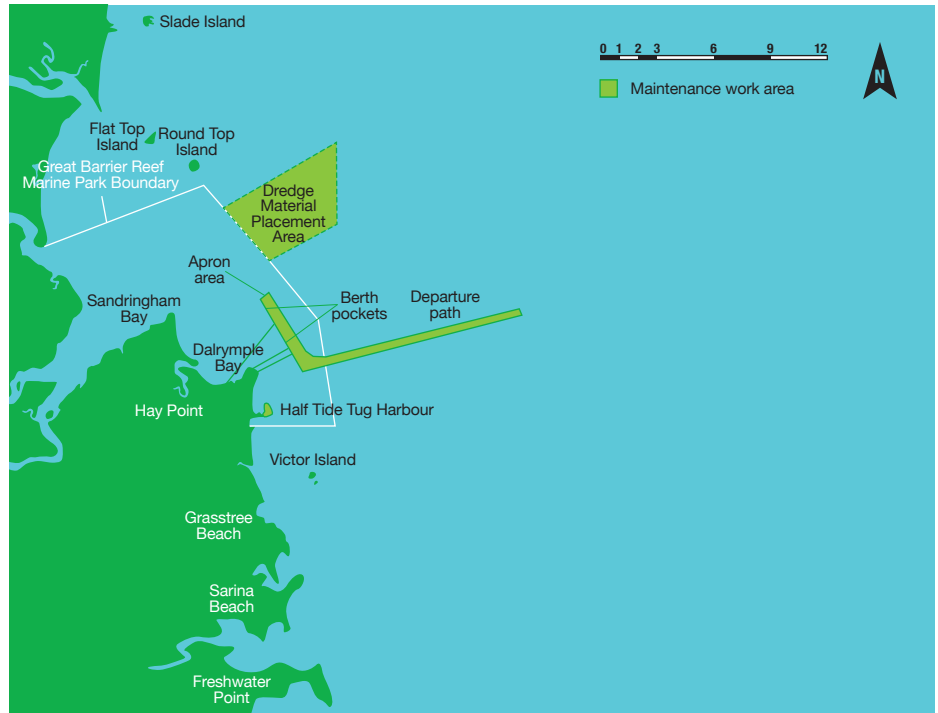 Slade Island
0 1 2 3 6 9 12
N
Maintenance work area
Flat Top
Island
Round Top
Island
Great Barrier Reef
Marine Park Boundary
Dredge
Material
Placement
Area
Apron
area
Berth
pockets
Departure
path
Sandringham
Bay
Dalrymple
Bay
Hay Point
Half Tide Tug Harbour
Victor Island
Grasstree
Beach
Sarina
Beach
Freshwater
Point